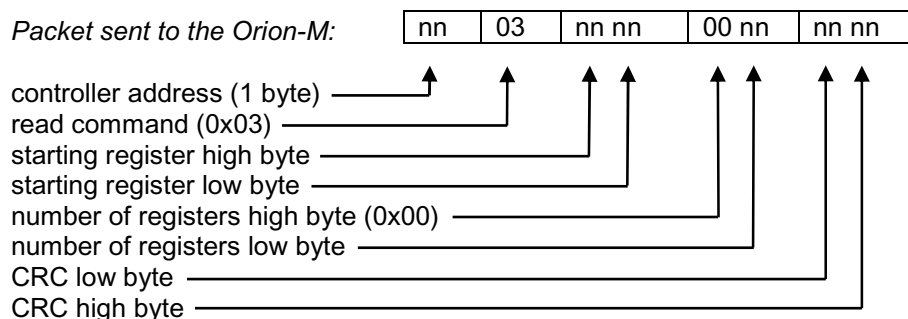 Packet sent to the Orion-M: nn 03 nn nn 00 nn nn nn
controller address (1 byte)
read command (0x03)
starting register high byte
starting register low byte
number of registers high byte (0x00)
number of registers low byte
CRC low byte
CRC high byte